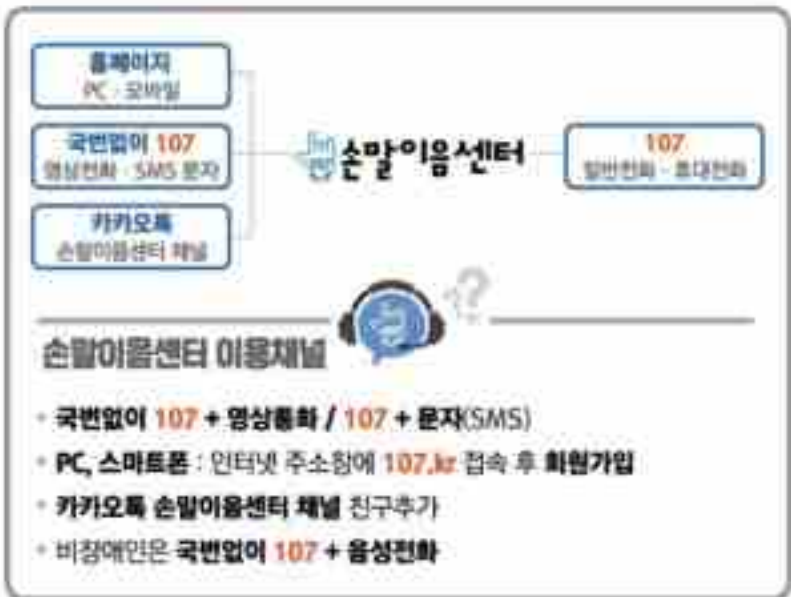 홈페이지
PC · 모바일
국번없이 107
영상전화 · SMS 문자
카카오톡
손말이음센터 채널
손말이음센터
107
일반전화 · 휴대전화
손말이음센터 이용채널
• 국번없이 107 + 영상통화 / 107 + 문자(SMS)
• PC, 스마트폰 : 인터넷 주소창에 107.kr 접속 후 회원가입
• 카카오톡 손말이음센터 채널 친구추가
• 비장애인은 국번없이 107 + 음성전화